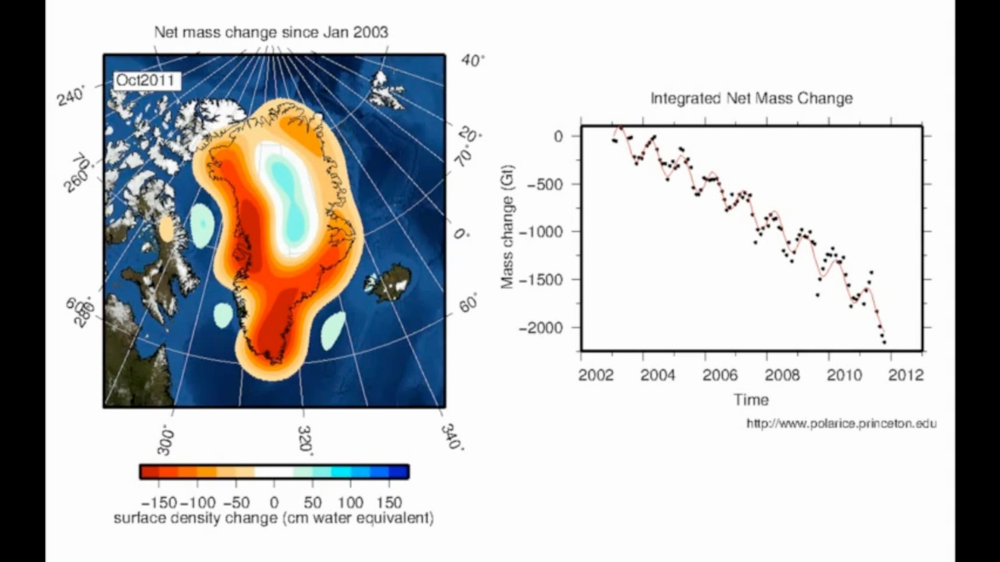 Net mass change since Jan 2003
Oct2011
40°
240°
20°
70°
70°
260°
0°
60°
60°
280°
300°
320°
340°
−150 −100 −50 0 50 100 150
surface density change (cm water equivalent)
Integrated Net Mass Change
0
−500
−1000
−1500
−2000
Mass change (Gt)
2002 2004 2006 2008 2010 2012
Time
http://www.polarice.princeton.edu